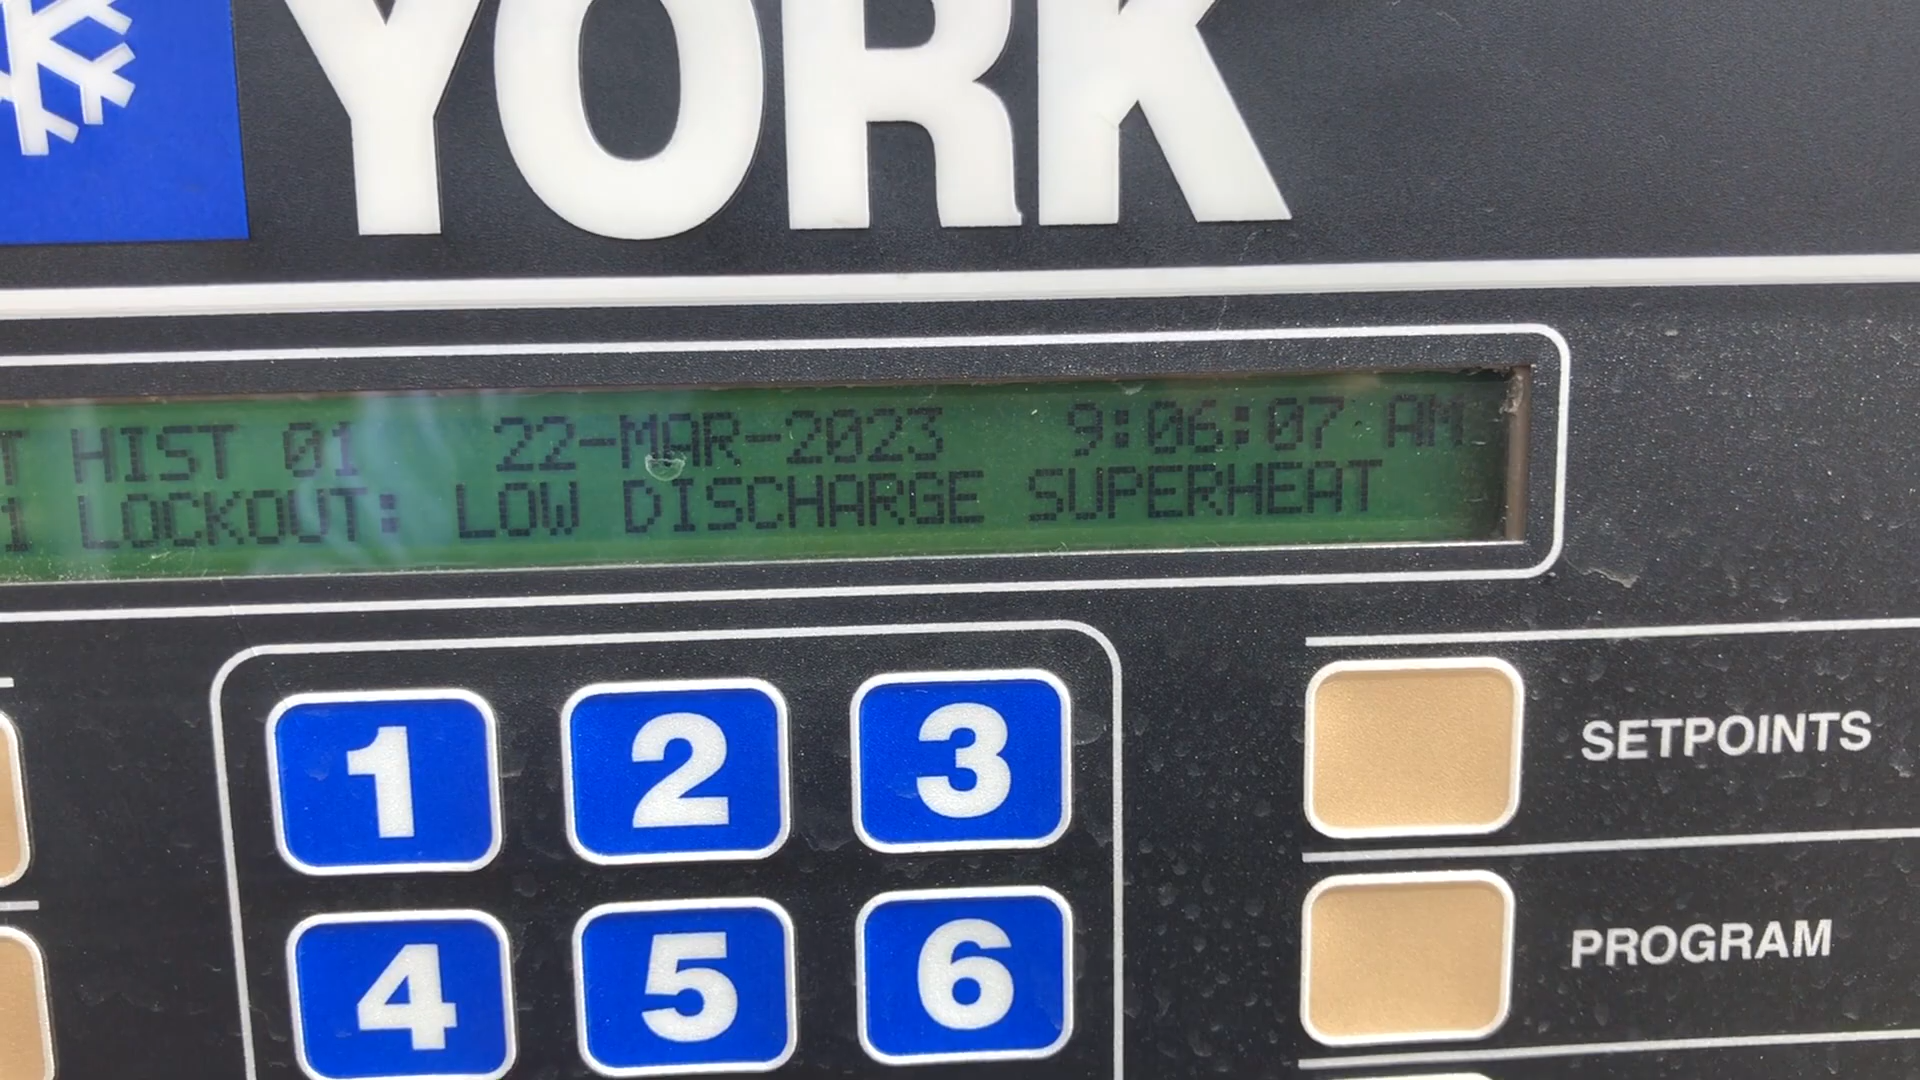 YORK
T HIST 01 22-MAR-2023 9:06:07 AM
1 LOCKOUT: LOW DISCHARGE SUPERHEAT
1 2 3
SETPOINTS
4 5 6
PROGRAM